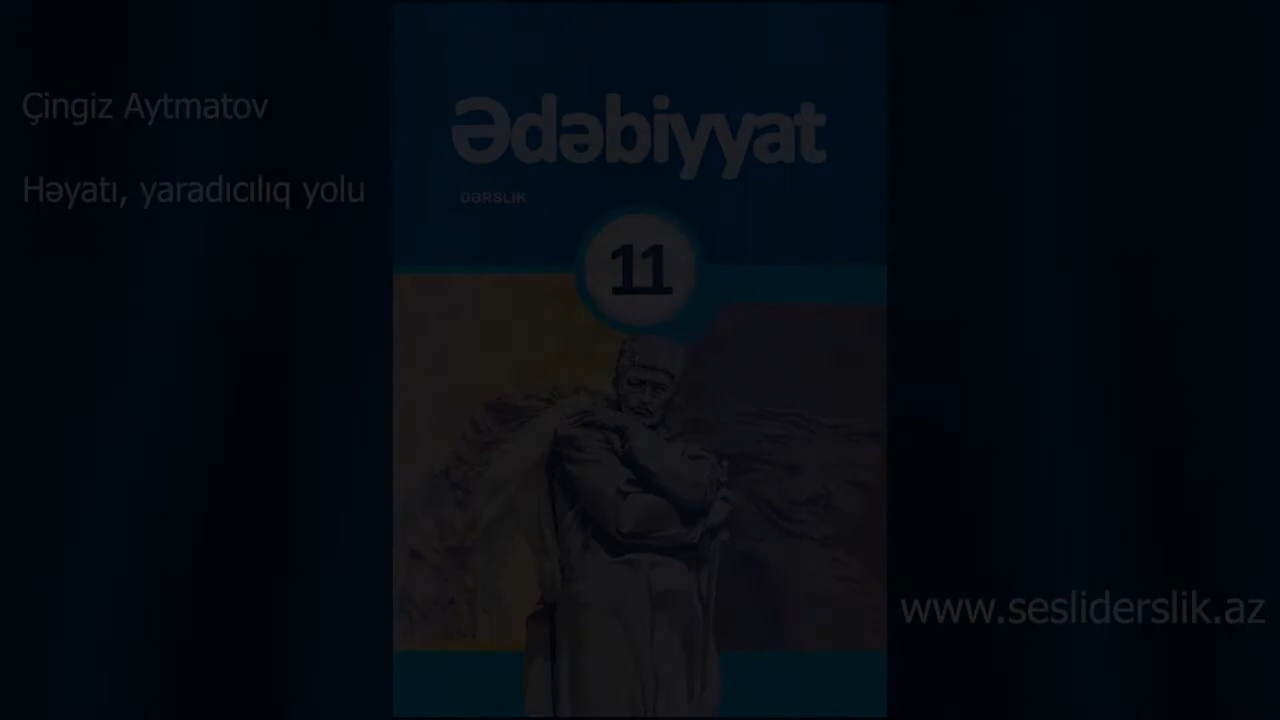 Çingiz Aytmatov
Həyatı, yaradıcılıq yolu
Ədəbiyyat
DƏRSLİK
11
www.sesliderslik.az